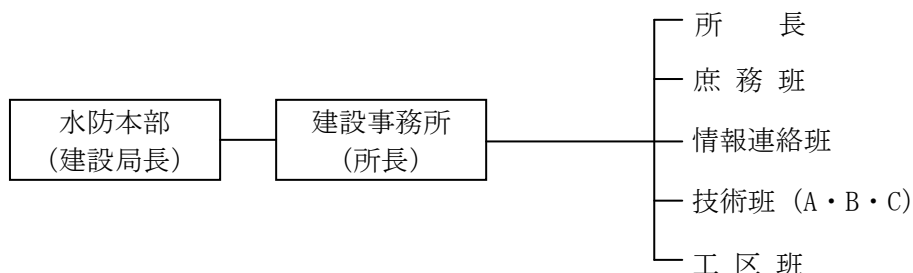 水防本部
(建設局長)
建設事務所
(所長)
所　　長
庶 務 班
情報連絡班
技術班 (A・B・C)
工 区 班